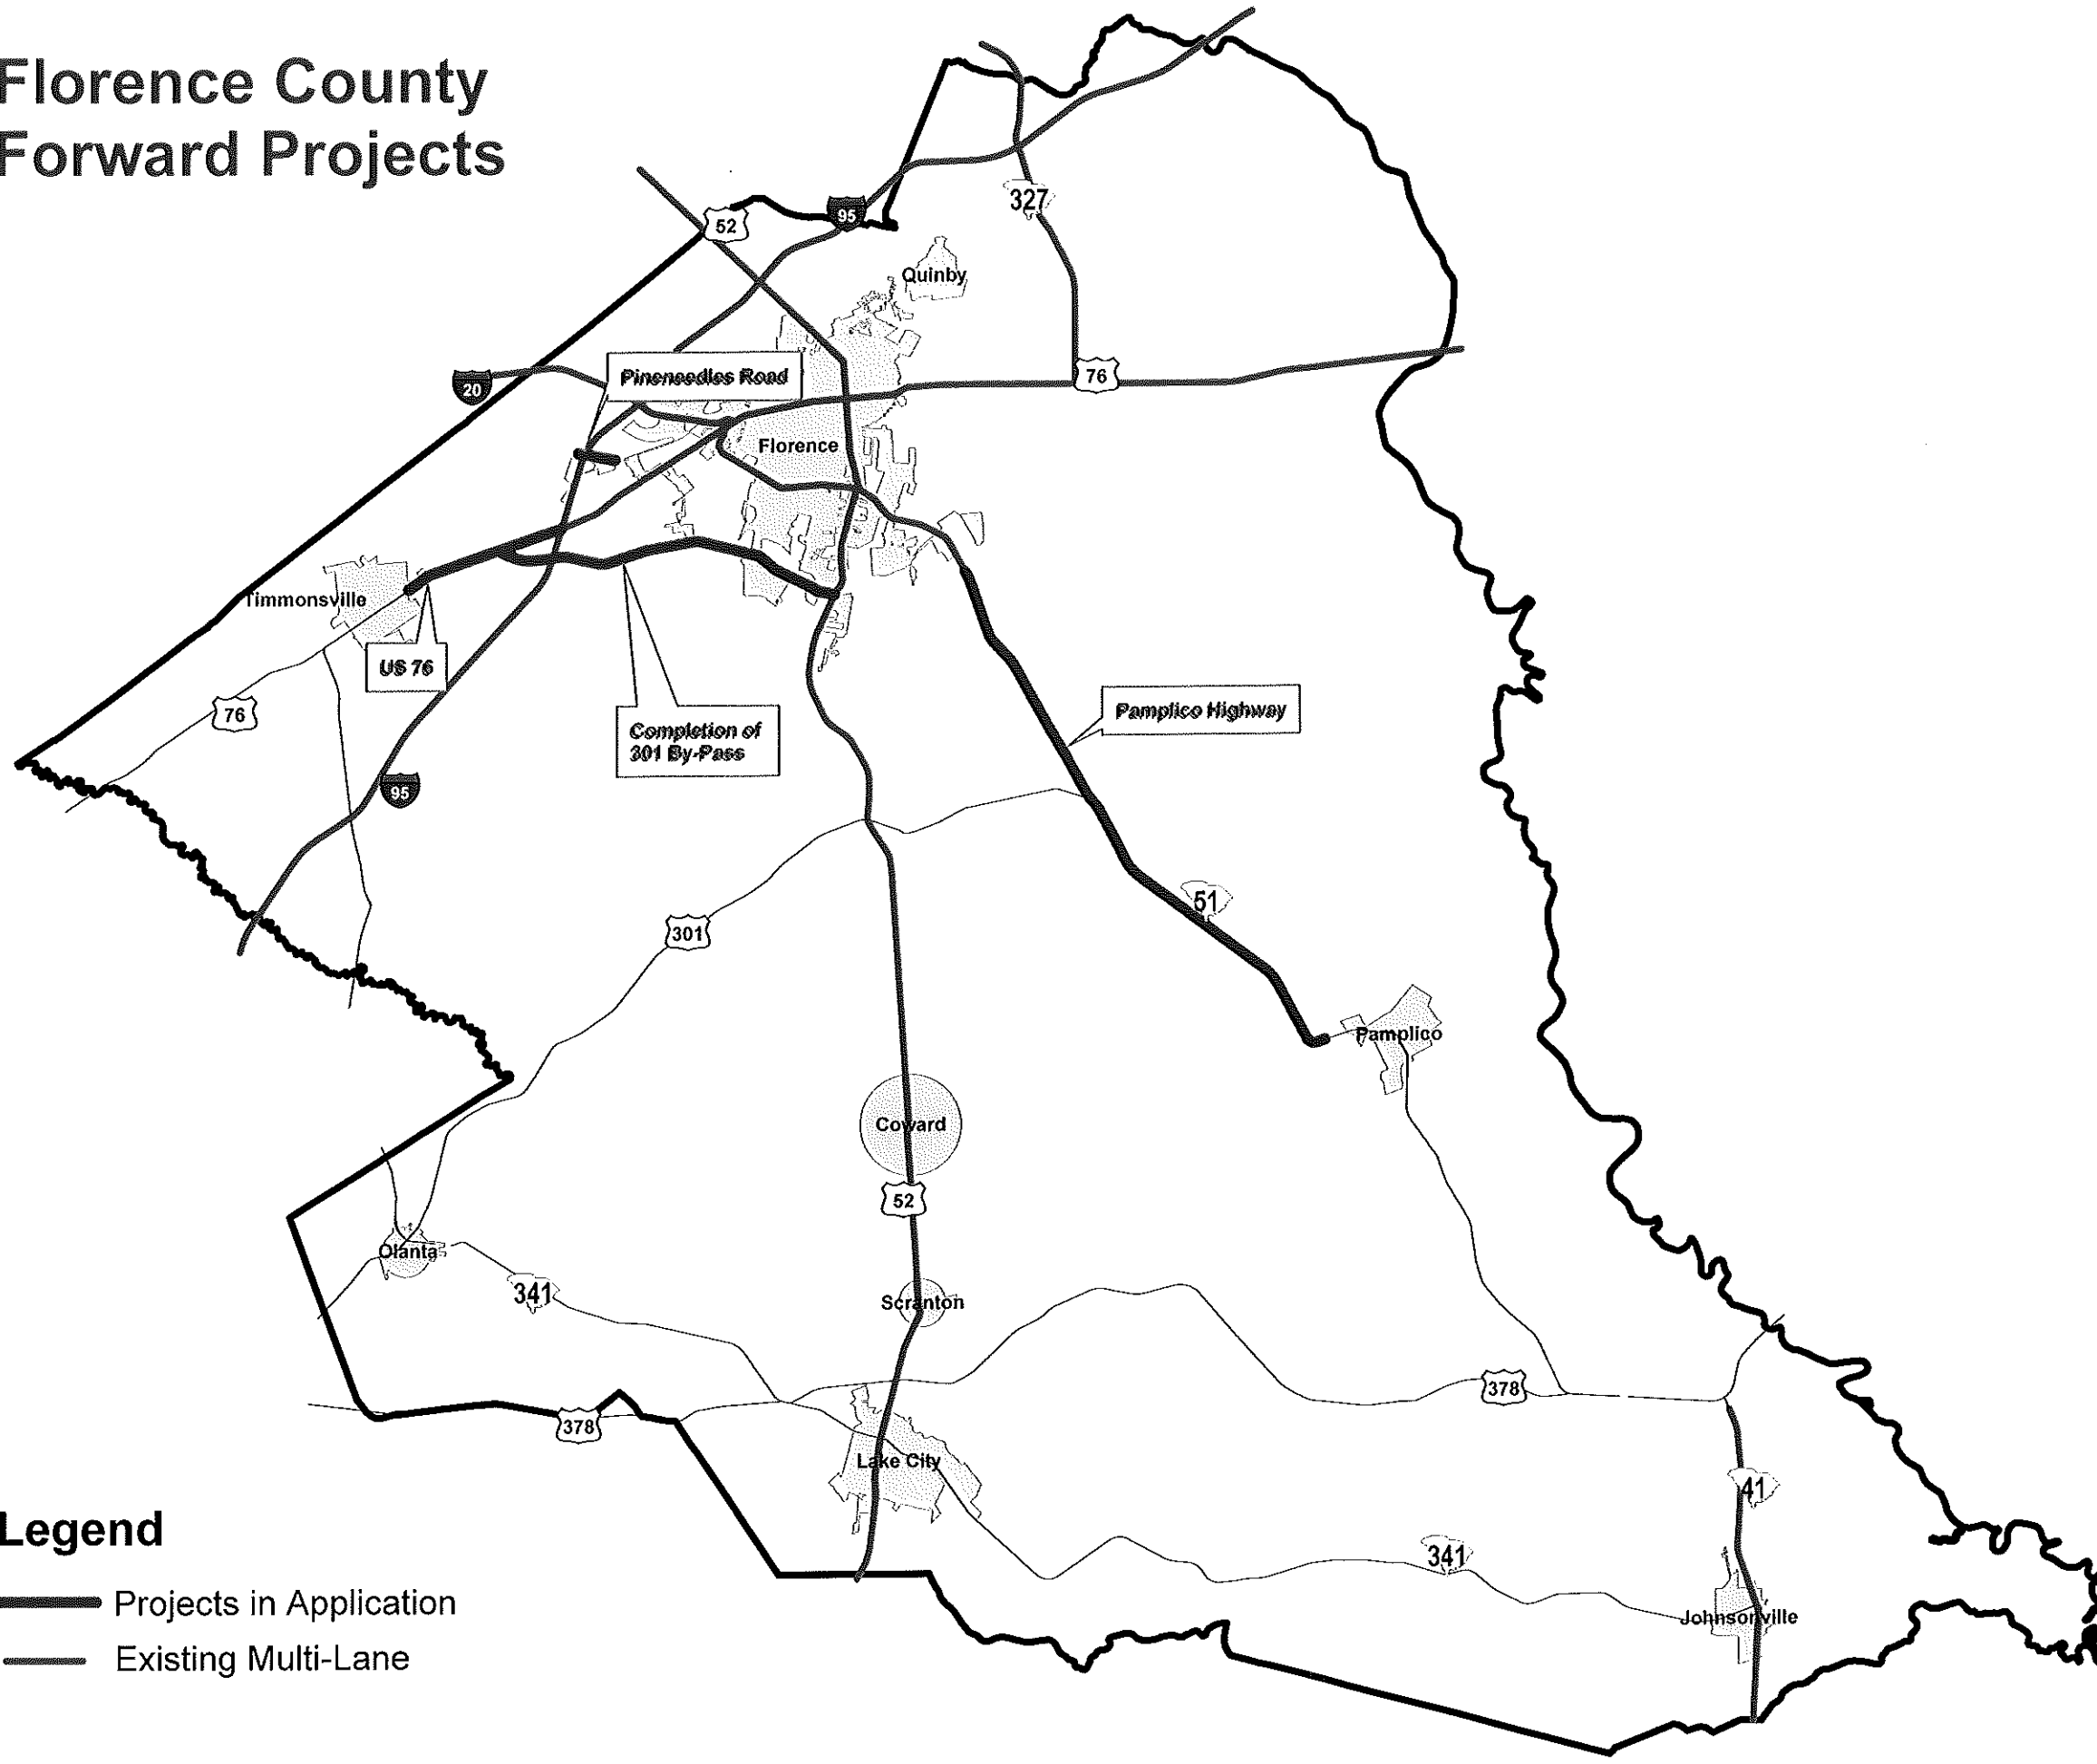 Florence County
Forward Projects
52
95
327
Quinby
20
Pineneedles Road
76
Florence
Timmonsville
US 76
76
Completion of
301 By-Pass
Pamplico Highway
95
51
301
Pamplico
Coward
52
Olanta
341
Scranton
378
378
Lake City
41
341
Johnsonville
Legend
Projects in Application
Existing Multi-Lane